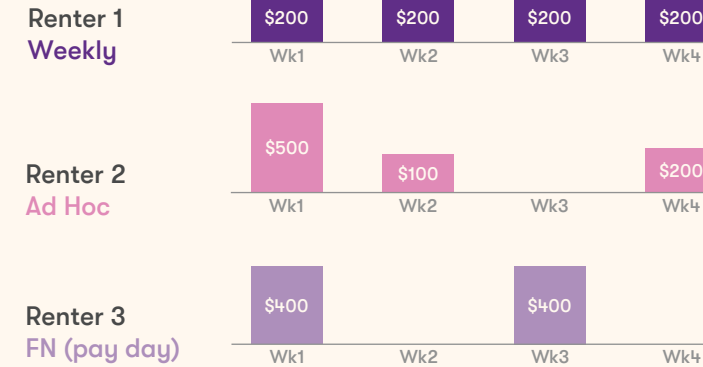 Renter 1
Weekly
$200 $200 $200 $200
Wk1 Wk2 Wk3 Wk4
Renter 2
Ad Hoc
$500 $100 $200
Wk1 Wk2 Wk3 Wk4
Renter 3
FN (pay day)
$400 $400
Wk1 Wk2 Wk3 Wk4